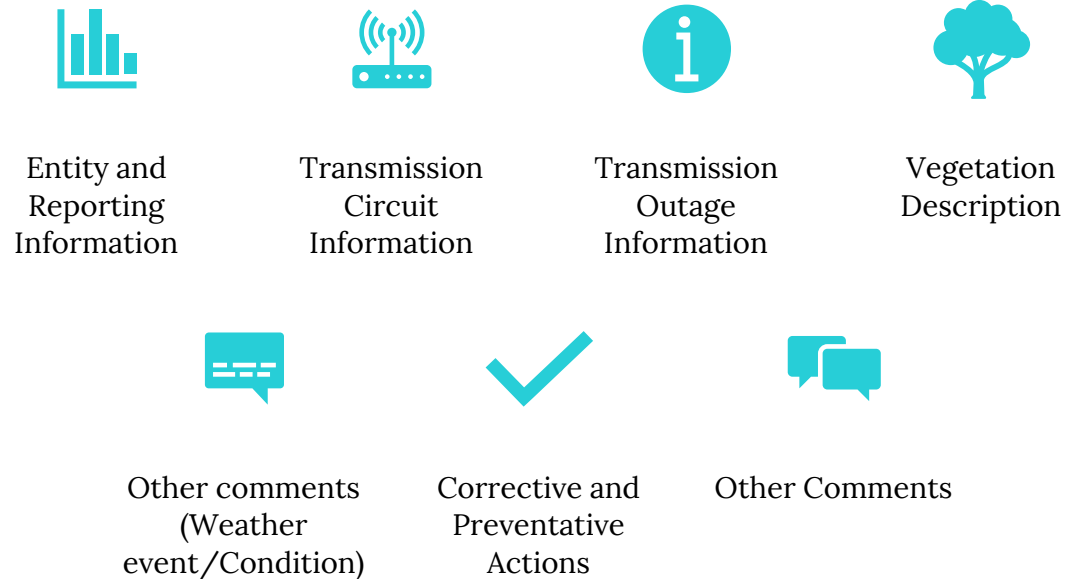 Entity and
Reporting
Information
Transmission
Circuit
Information
Transmission
Outage
Information
Vegetation
Description
Other comments
(Weather
event/Condition)
Corrective and
Preventative
Actions
Other Comments